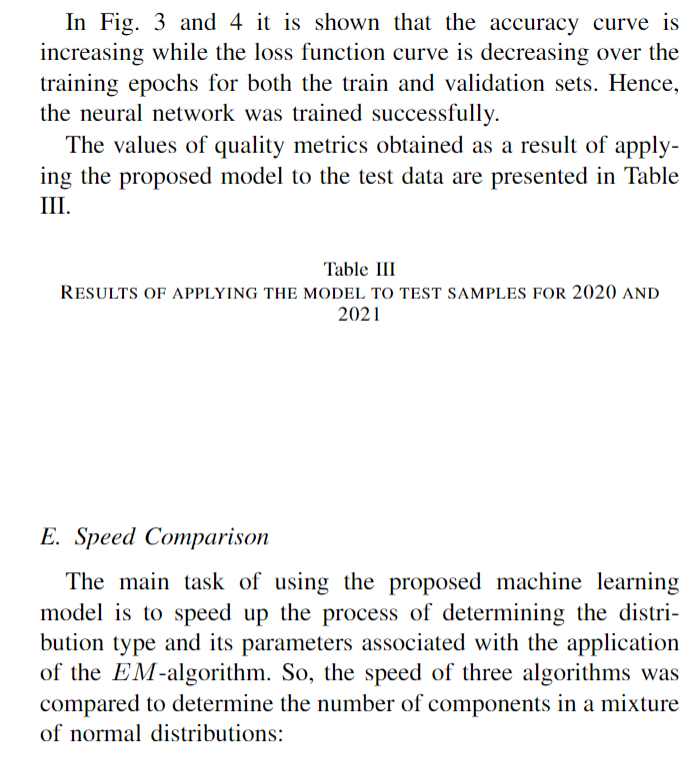 In Fig. 3 and 4 it is shown that the accuracy curve is
increasing while the loss function curve is decreasing over the
training epochs for both the train and validation sets. Hence,
the neural network was trained successfully.
The values of quality metrics obtained as a result of apply-
ing the proposed model to the test data are presented in Table
III.
Table III
RESULTS OF APPLYING THE MODEL TO TEST SAMPLES FOR 2020 AND
2021
E. Speed Comparison
The main task of using the proposed machine learning
model is to speed up the process of determining the distri-
bution type and its parameters associated with the application
of the EM-algorithm. So, the speed of three algorithms was
compared to determine the number of components in a mixture
of normal distributions: